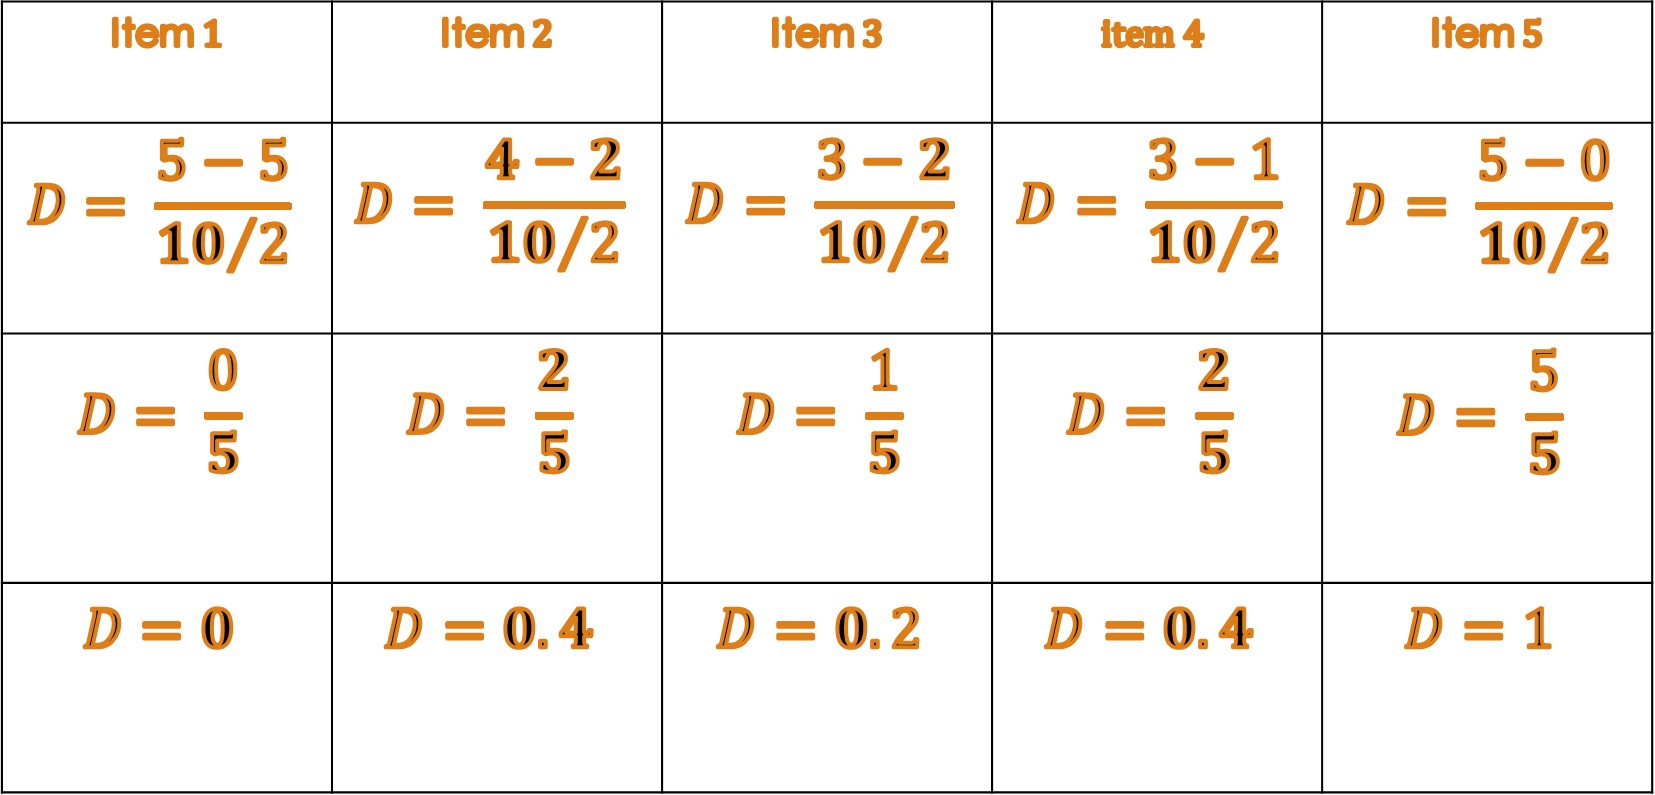 Item 1 Item 2 Item 3 item 4 Item 5
D = (5 − 5)/(10/2) D = (4 − 2)/(10/2) D = (3 − 2)/(10/2) D = (3 − 1)/(10/2) D = (5 − 0)/(10/2)
D = 0/5 D = 2/5 D = 1/5 D = 2/5 D = 5/5
D = 0 D = 0.4 D = 0.2 D = 0.4 D = 1